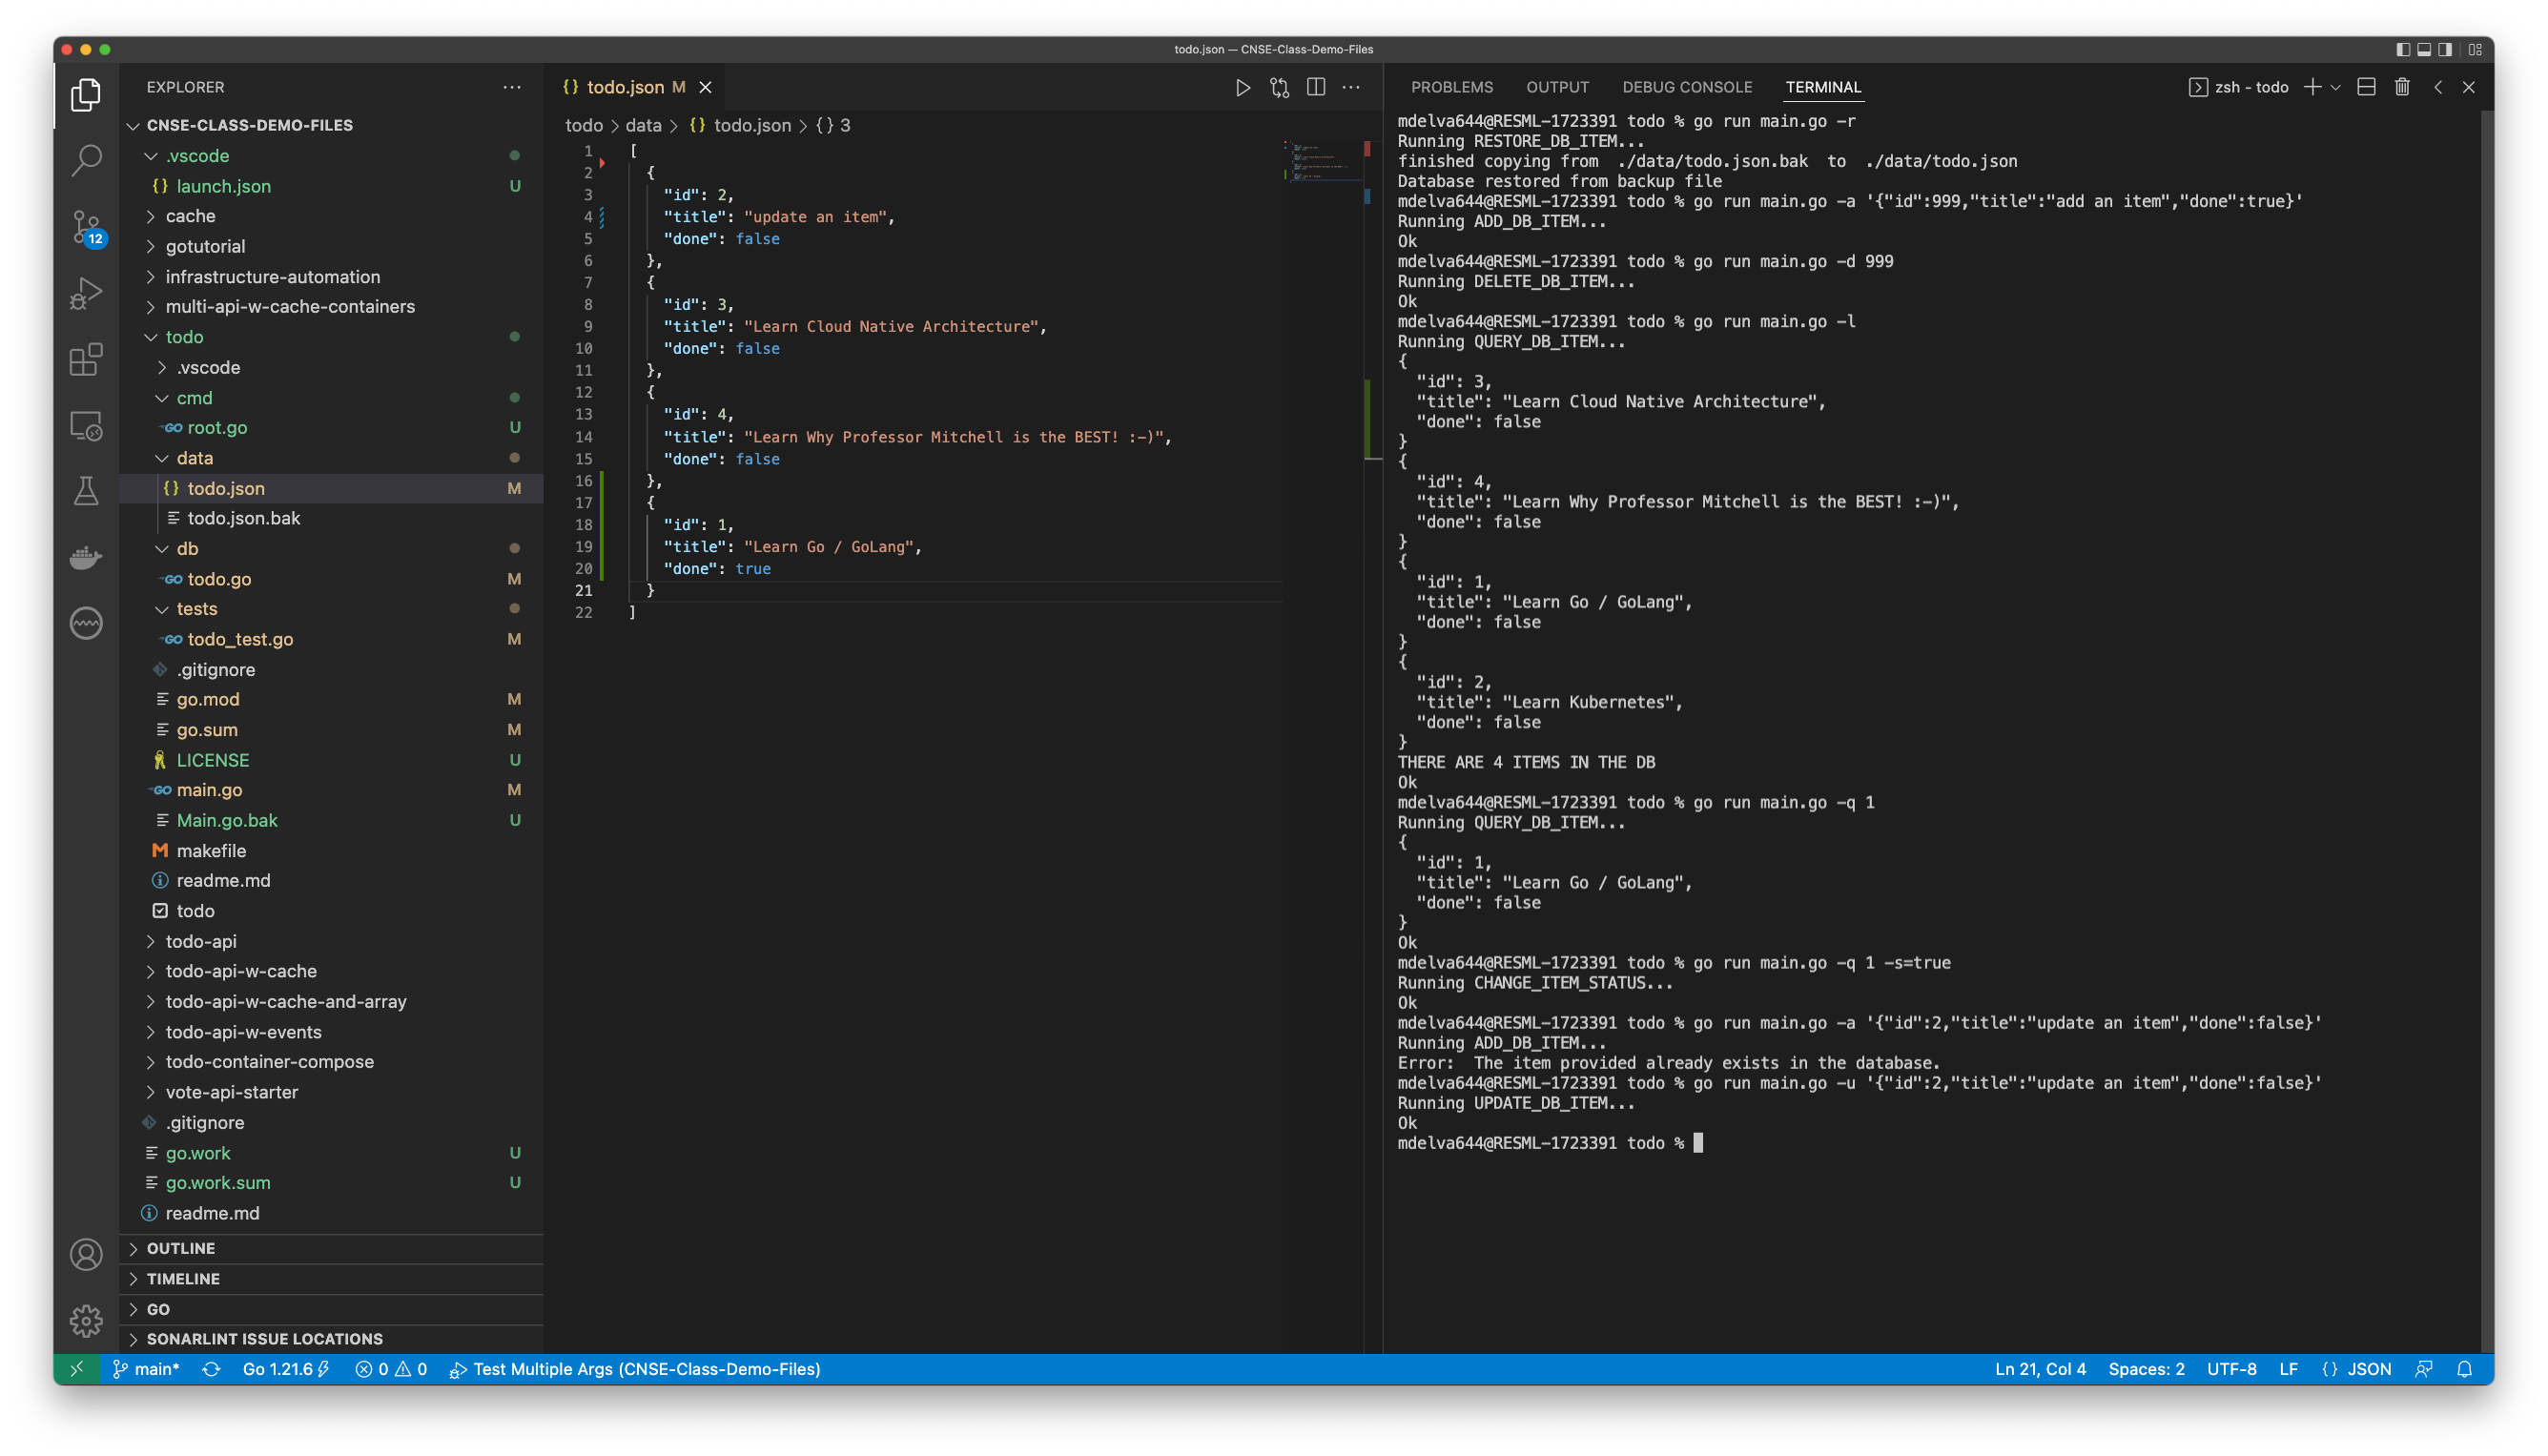 todo.json — CNSE-Class-Demo-Files
EXPLORER
CNSE-CLASS-DEMO-FILES
.vscode
{} launch.json U
cache
gotutorial
infrastructure-automation
multi-api-w-cache-containers
todo
.vscode
cmd
GO root.go U
data
{} todo.json M
todo.json.bak
db
GO todo.go M
tests
GO todo_test.go M
.gitignore
go.mod M
go.sum M
LICENSE U
GO main.go M
Main.go.bak U
M makefile
readme.md
todo
todo-api
todo-api-w-cache
todo-api-w-cache-and-array
todo-api-w-events
todo-container-compose
vote-api-starter
.gitignore
go.work U
go.work.sum U
readme.md
OUTLINE
TIMELINE
GO
SONARLINT ISSUE LOCATIONS
12
{} todo.json M
todo > data > {} todo.json > {} 3
1 [
2 {
3 "id": 2,
4 "title": "update an item",
5 "done": false
6 },
7 {
8 "id": 3,
9 "title": "Learn Cloud Native Architecture",
10 "done": false
11 },
12 {
13 "id": 4,
14 "title": "Learn Why Professor Mitchell is the BEST! :-)",
15 "done": false
16 },
17 {
18 "id": 1,
19 "title": "Learn Go / GoLang",
20 "done": true
21 }
22 ]
PROBLEMS OUTPUT DEBUG CONSOLE TERMINAL zsh - todo
mdelva644@RESML-1723391 todo % go run main.go -r
Running RESTORE_DB_ITEM...
finished copying from  ./data/todo.json.bak  to  ./data/todo.json
Database restored from backup file
mdelva644@RESML-1723391 todo % go run main.go -a '{"id":999,"title":"add an item","done":true}'
Running ADD_DB_ITEM...
Ok
mdelva644@RESML-1723391 todo % go run main.go -d 999
Running DELETE_DB_ITEM...
Ok
mdelva644@RESML-1723391 todo % go run main.go -l
Running QUERY_DB_ITEM...
{
"id": 3,
"title": "Learn Cloud Native Architecture",
"done": false
}
{
"id": 4,
"title": "Learn Why Professor Mitchell is the BEST! :-)",
"done": false
}
{
"id": 1,
"title": "Learn Go / GoLang",
"done": false
}
{
"id": 2,
"title": "Learn Kubernetes",
"done": false
}
THERE ARE 4 ITEMS IN THE DB
Ok
mdelva644@RESML-1723391 todo % go run main.go -q 1
Running QUERY_DB_ITEM...
{
"id": 1,
"title": "Learn Go / GoLang",
"done": false
}
Ok
mdelva644@RESML-1723391 todo % go run main.go -q 1 -s=true
Running CHANGE_ITEM_STATUS...
Ok
mdelva644@RESML-1723391 todo % go run main.go -a '{"id":2,"title":"update an item","done":false}'
Running ADD_DB_ITEM...
Error:  The item provided already exists in the database.
mdelva644@RESML-1723391 todo % go run main.go -u '{"id":2,"title":"update an item","done":false}'
Running UPDATE_DB_ITEM...
Ok
mdelva644@RESML-1723391 todo %
main* Go 1.21.6 0 0 Test Multiple Args (CNSE-Class-Demo-Files) Ln 21, Col 4 Spaces: 2 UTF-8 LF {} JSON